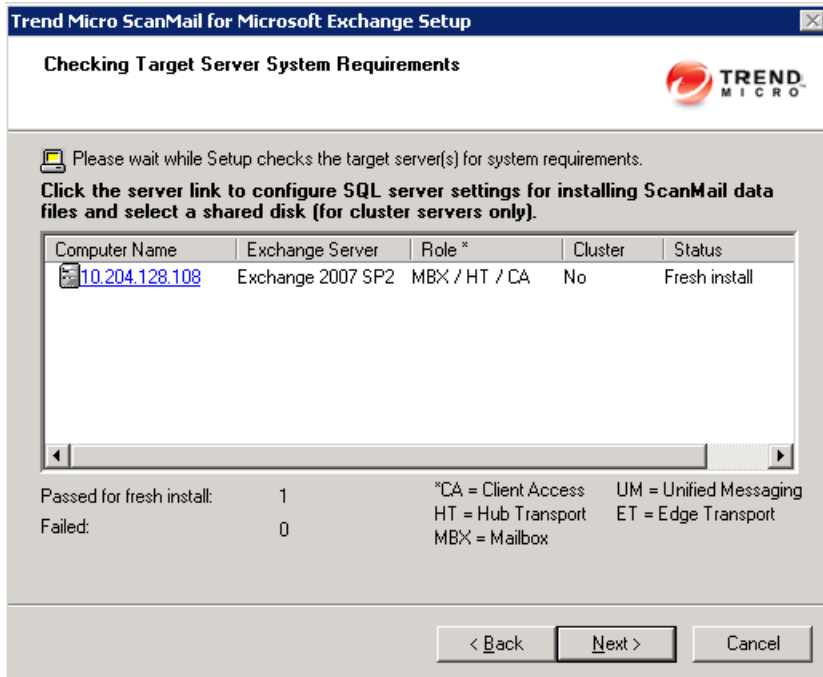 Trend Micro ScanMail for Microsoft Exchange Setup
Checking Target Server System Requirements
TREND
MICRO
Please wait while Setup checks the target server(s) for system requirements.
Click the server link to configure SQL server settings for installing ScanMail data
files and select a shared disk (for cluster servers only).
Computer Name Exchange Server Role * Cluster Status
10.204.128.108 Exchange 2007 SP2 MBX / HT / CA No Fresh install
Passed for fresh install: 1 *CA = Client Access UM = Unified Messaging
HT = Hub Transport ET = Edge Transport
Failed: 0
MBX = Mailbox
< Back Next > Cancel